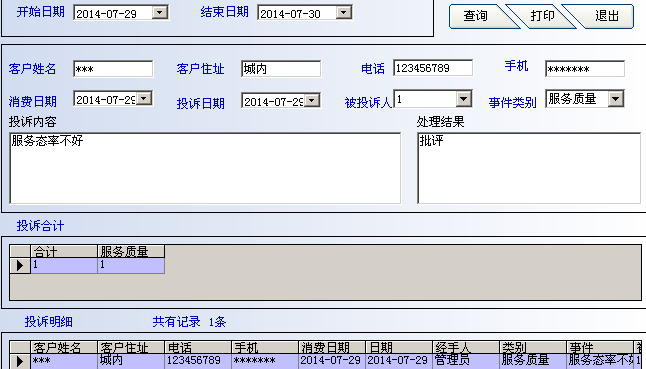 开始日期 2014-07-29 结束日期 2014-07-30 查询 打印 退出
客户姓名 *** 客户住址 城内 电话 123456789 手机 *******
消费日期 2014-07-29 投诉日期 2014-07-29 被投诉人 1 事件类别 服务质量
投诉内容 处理结果
服务态率不好 批评
投诉合计
合计 服务质量
1 1
投诉明细 共有记录 1条
客户姓名 客户住址 电话 手机 消费日期 日期 经手人 类别 事件
*** 城内 123456789 ******* 2014-07-29 2014-07-29 管理员 服务质量 服务态率不 1